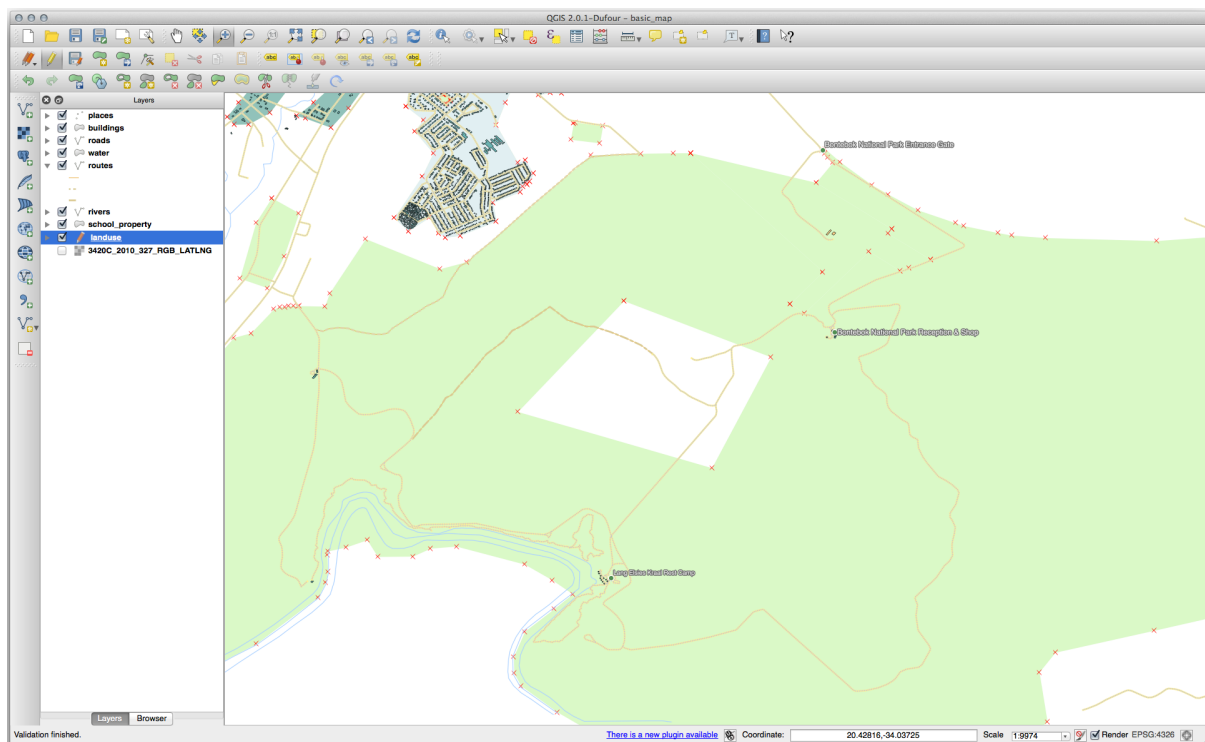 QGIS 2.0.1-Dufour - basic_map
Layers
places
buildings
roads
water
routes
rivers
school_property
landuse
3420C_2010_327_RGB_LATLNG
Bontebok National Park Entrance Gate
Bontebok National Park Reception & Shop
Lang Elsies Kraal Rest Camp
Layers Browser
Validation finished. There is a new plugin available Coordinate: 20.42816,-34.03725 Scale 1:9974 Render EPSG:4326